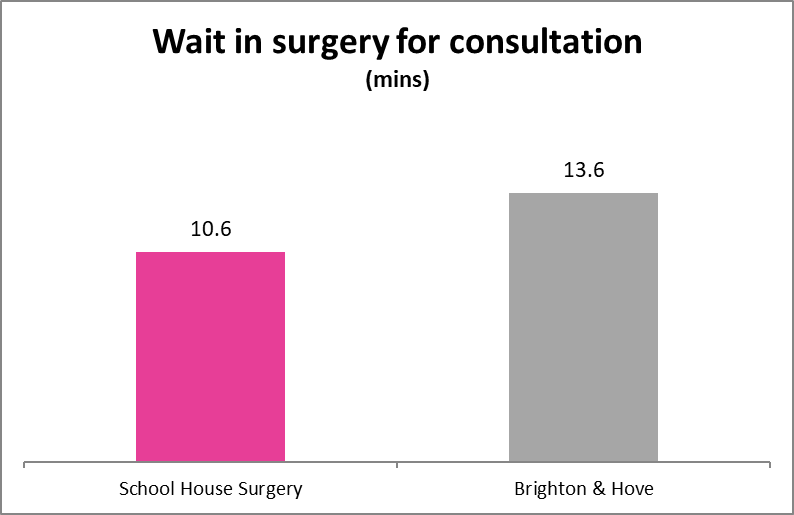 Wait in surgery for consultation
(mins)
13.6
10.6
School House Surgery
Brighton & Hove